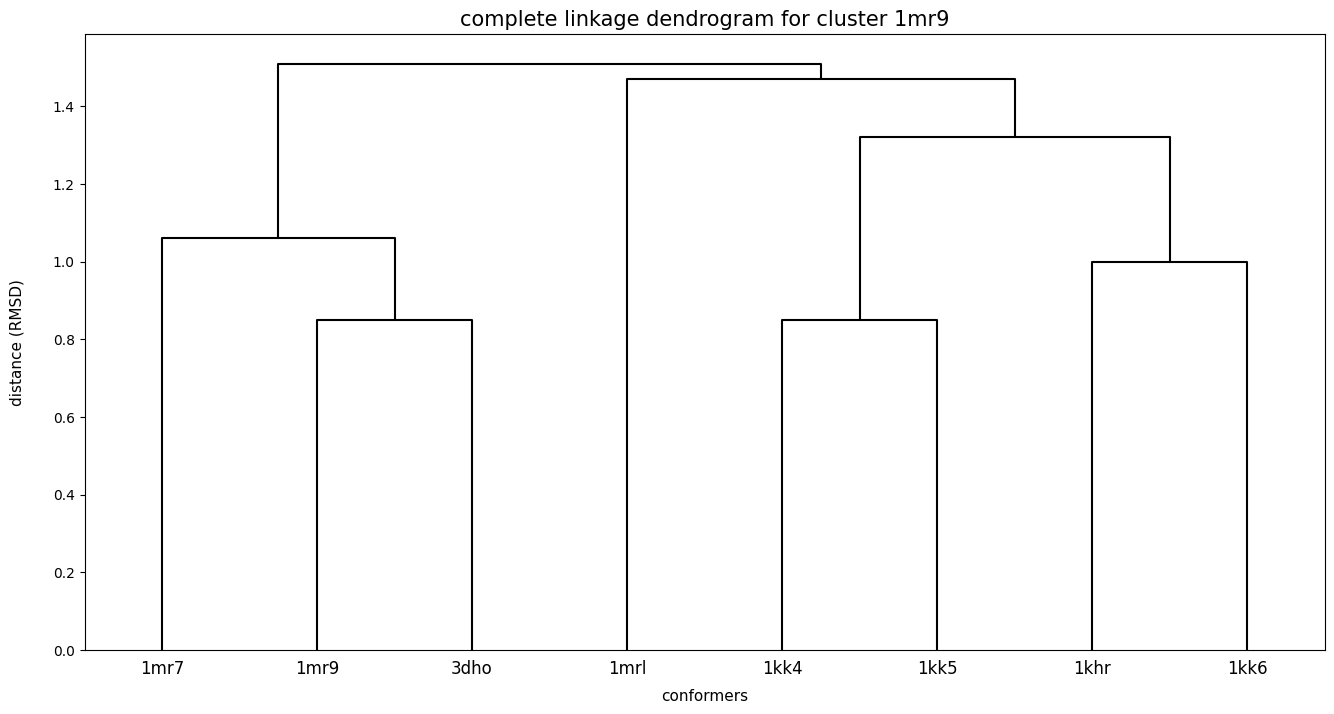 complete linkage dendrogram for cluster 1mr9
distance (RMSD)
1.4
1.2
1.0
0.8
0.6
0.4
0.2
0.0
1mr7 1mr9 3dho 1mrl 1kk4 1kk5 1khr 1kk6
conformers